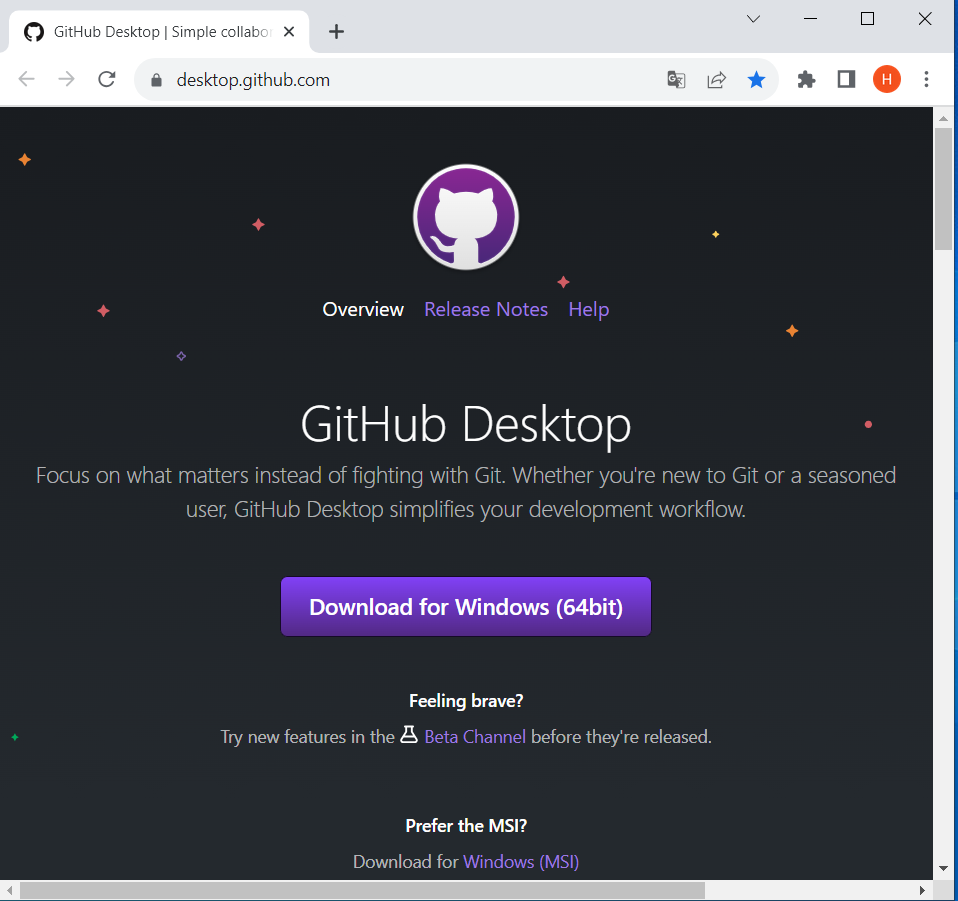 GitHub Desktop | Simple collabor
desktop.github.com
H
Overview Release Notes Help
GitHub Desktop
Focus on what matters instead of fighting with Git. Whether you're new to Git or a seasoned
user, GitHub Desktop simplifies your development workflow.
Download for Windows (64bit)
Feeling brave?
Try new features in the Beta Channel before they're released.
Prefer the MSI?
Download for Windows (MSI)